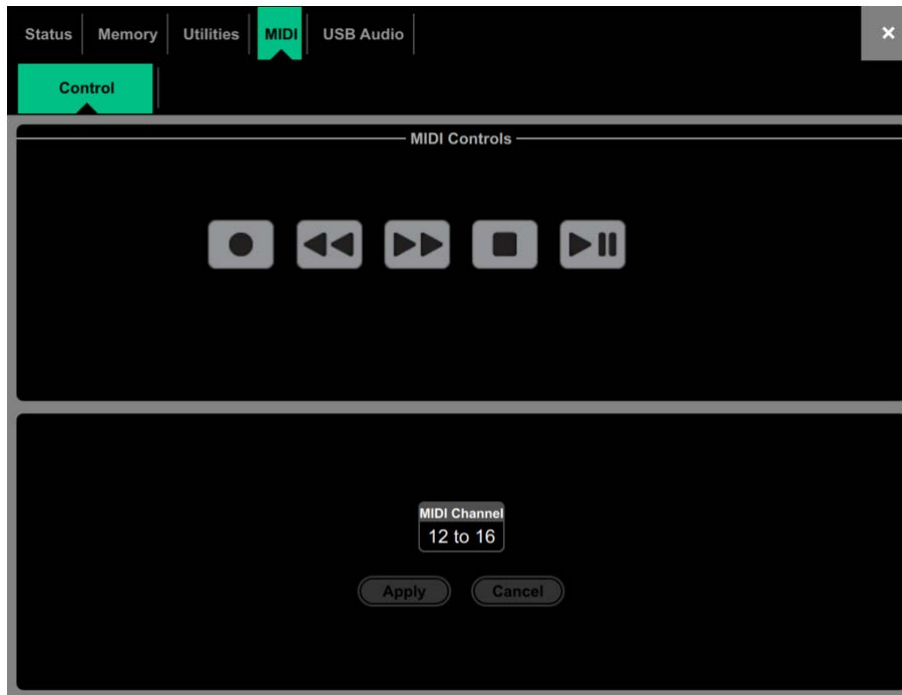 Status Memory Utilities MIDI USB Audio ×
Control
MIDI Controls
MIDI Channel
12 to 16
Apply Cancel